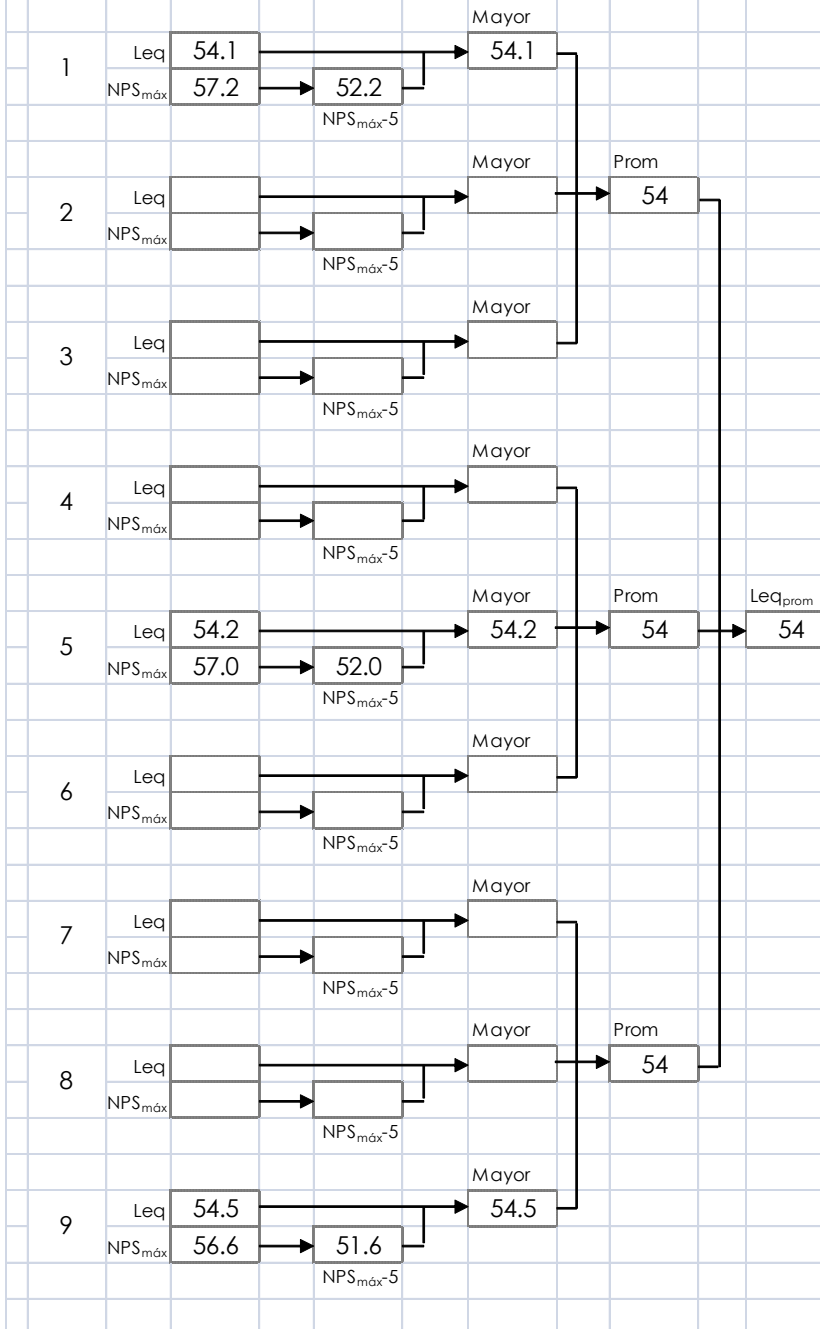 Mayor
1 Leq 54.1 54.1
NPSmáx 57.2 52.2
NPSmáx-5
Mayor Prom
2 Leq 54
NPSmáx
NPSmáx-5
Mayor
3 Leq
NPSmáx
NPSmáx-5
Mayor
4 Leq
NPSmáx
NPSmáx-5
Mayor Prom Leqprom
5 Leq 54.2 54.2 54 54
NPSmáx 57.0 52.0
NPSmáx-5
Mayor
6 Leq
NPSmáx
NPSmáx-5
Mayor
7 Leq
NPSmáx
NPSmáx-5
Mayor Prom
8 Leq 54
NPSmáx
NPSmáx-5
Mayor
9 Leq 54.5 54.5
NPSmáx 56.6 51.6
NPSmáx-5